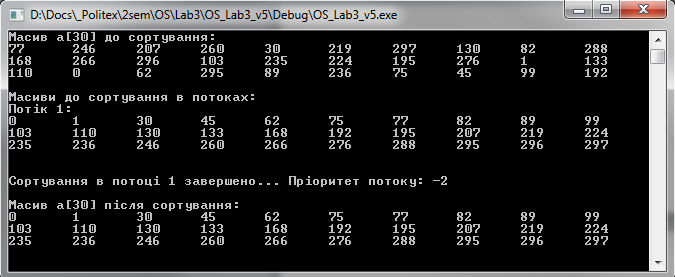 D:\Docs\_Politex\2sem\OS\Lab3\OS_Lab3_v5\Debug\OS_Lab3_v5.exe
Масив a[30] до сортування:
77 246 207 260 30 219 297 130 82 288
168 266 296 103 235 224 195 276 1 133
110 0 62 295 89 236 75 45 99 192
Масиви до сортування в потоках:
Потік 1:
0 1 30 45 62 75 77 82 89 99
103 110 130 133 168 192 195 207 219 224
235 236 246 260 266 276 288 295 296 297
Сортування в потоці 1 завершено... Пріоритет потоку: -2
Масив a[30] після сортування:
0 1 30 45 62 75 77 82 89 99
103 110 130 133 168 192 195 207 219 224
235 236 246 260 266 276 288 295 296 297